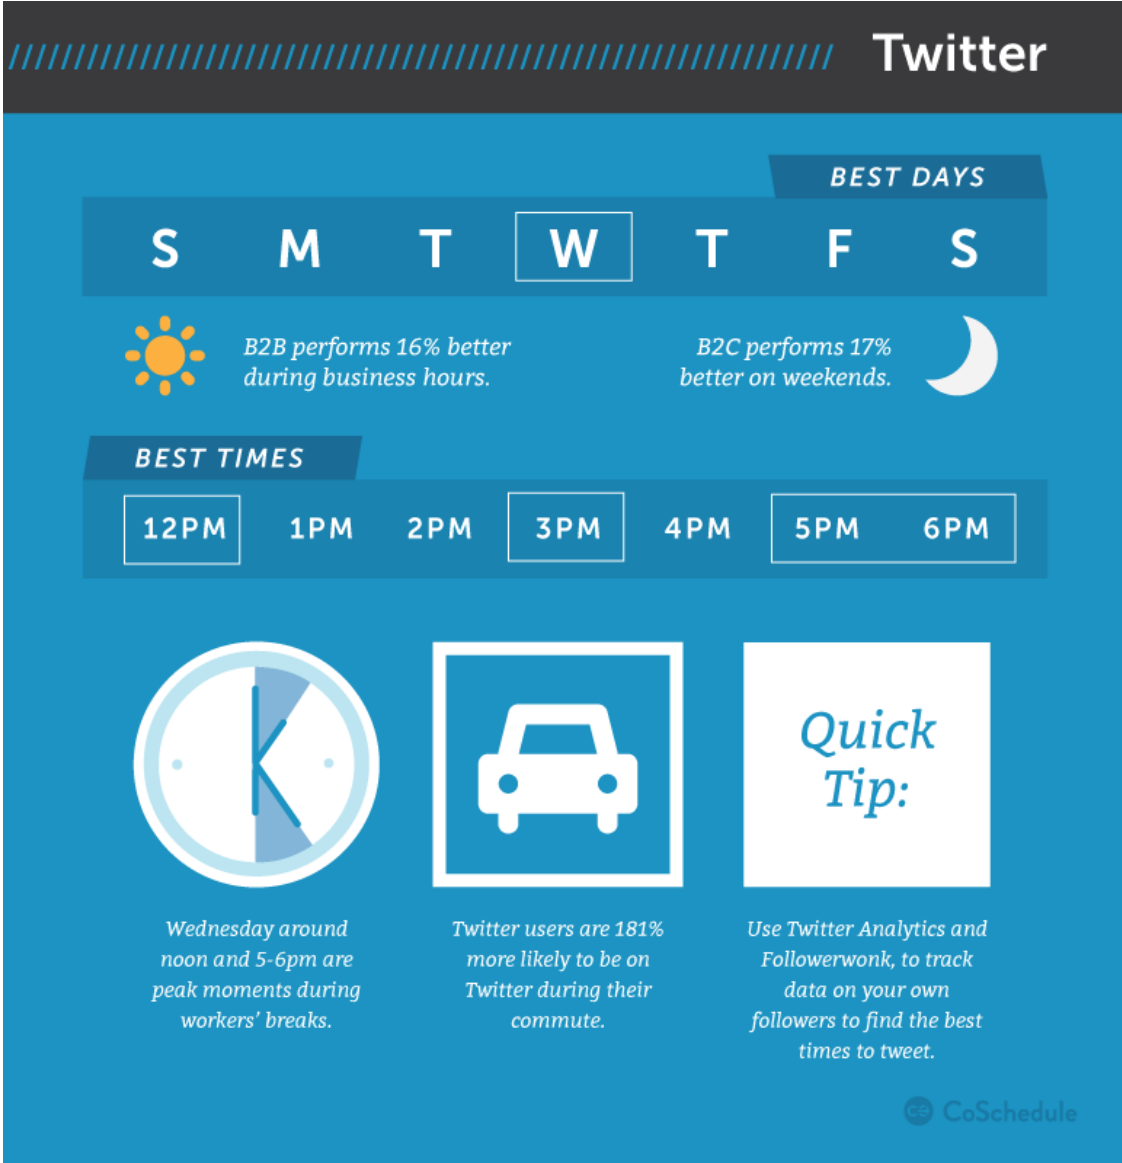 Twitter
BEST DAYS
S M T W T F S
B2B performs 16% better
during business hours.
B2C performs 17%
better on weekends.
BEST TIMES
12PM 1PM 2PM 3PM 4PM 5PM 6PM
Quick
Tip:
Wednesday around
noon and 5-6pm are
peak moments during
workers' breaks.
Twitter users are 181%
more likely to be on
Twitter during their
commute.
Use Twitter Analytics and
Followerwonk, to track
data on your own
followers to find the best
times to tweet.
CoSchedule